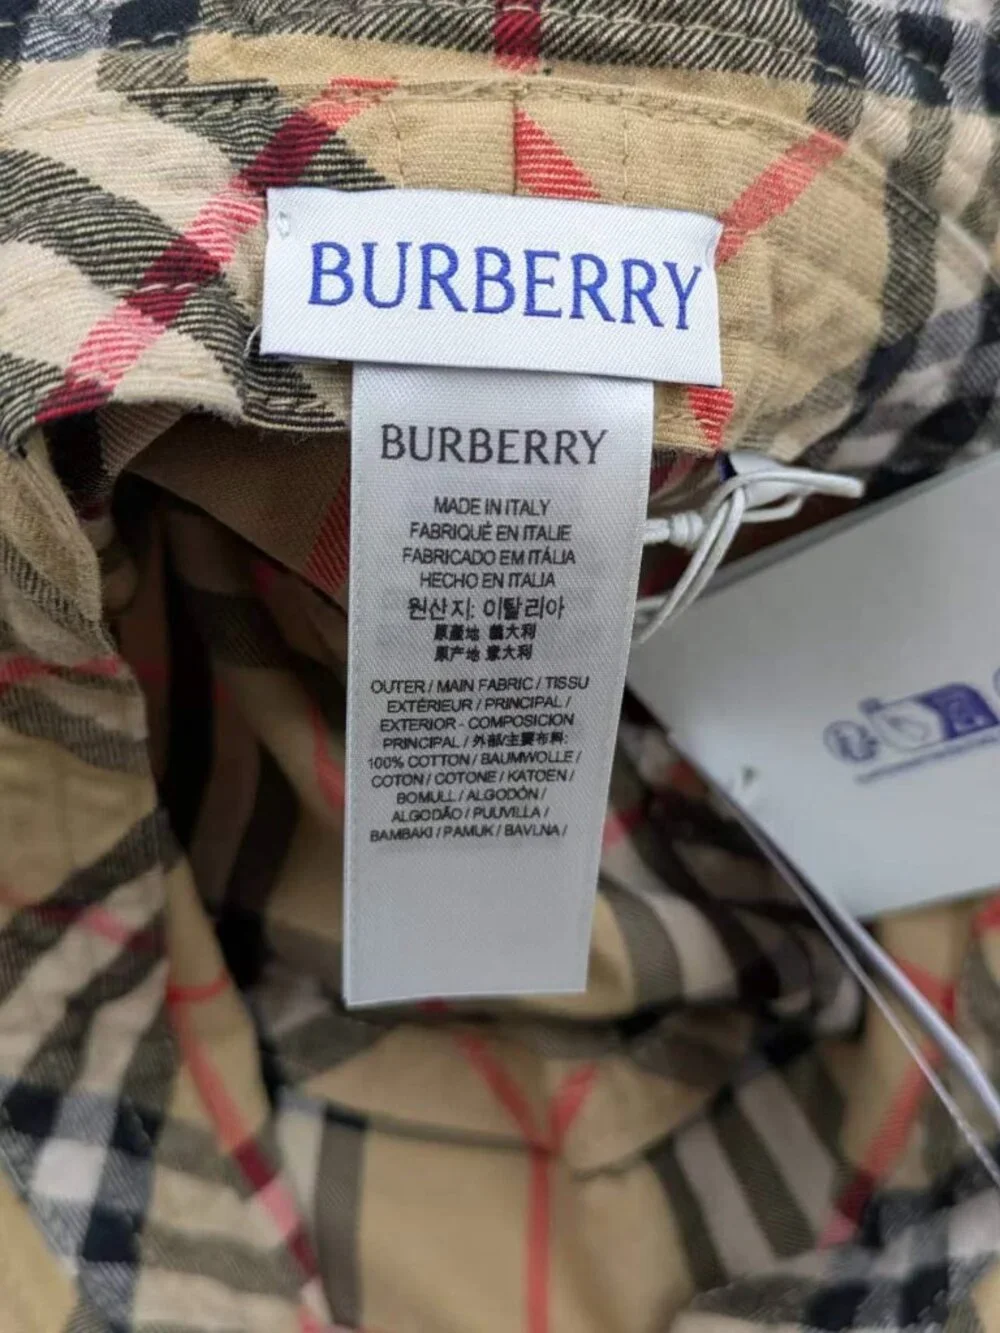 BURBERRY
BURBERRY
MADE IN ITALY
FABRIQUÉ EN ITALIE
FABRICADO EM ITÁLIA
HECHO EN ITALIA
원산지: 이탈리아
原產地 義大利
原产地 意大利
OUTER / MAIN FABRIC / TISSU
EXTÉRIEUR / PRINCIPAL /
EXTERIOR - COMPOSICION
PRINCIPAL / 外部/主要布料:
100% COTTON / BAUMWOLLE /
COTON / COTONE / KATOEN /
BOMULL / ALGODÓN /
ALGODÃO / PUUVILLA /
BAMBAKI / PAMUK / BAVLNA /